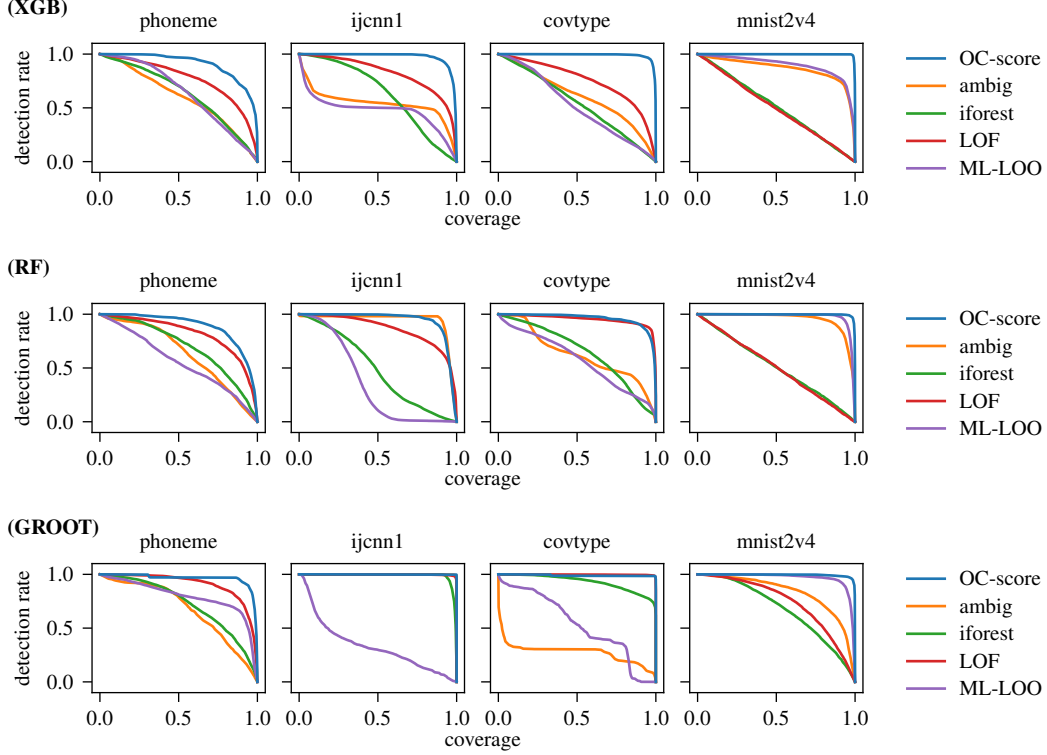 (XGB)
phoneme ijcnn1 covtype mnist2v4
detection rate
1.0
0.5
0.0
0.0 0.5 1.0 0.0 0.5 1.0 0.0 0.5 1.0 0.0 0.5 1.0
coverage
OC-score
ambig
iforest
LOF
ML-LOO
(RF)
phoneme ijcnn1 covtype mnist2v4
detection rate
1.0
0.5
0.0
0.0 0.5 1.0 0.0 0.5 1.0 0.0 0.5 1.0 0.0 0.5 1.0
coverage
OC-score
ambig
iforest
LOF
ML-LOO
(GROOT)
phoneme ijcnn1 covtype mnist2v4
detection rate
1.0
0.5
0.0
0.0 0.5 1.0 0.0 0.5 1.0 0.0 0.5 1.0 0.0 0.5 1.0
coverage
OC-score
ambig
iforest
LOF
ML-LOO